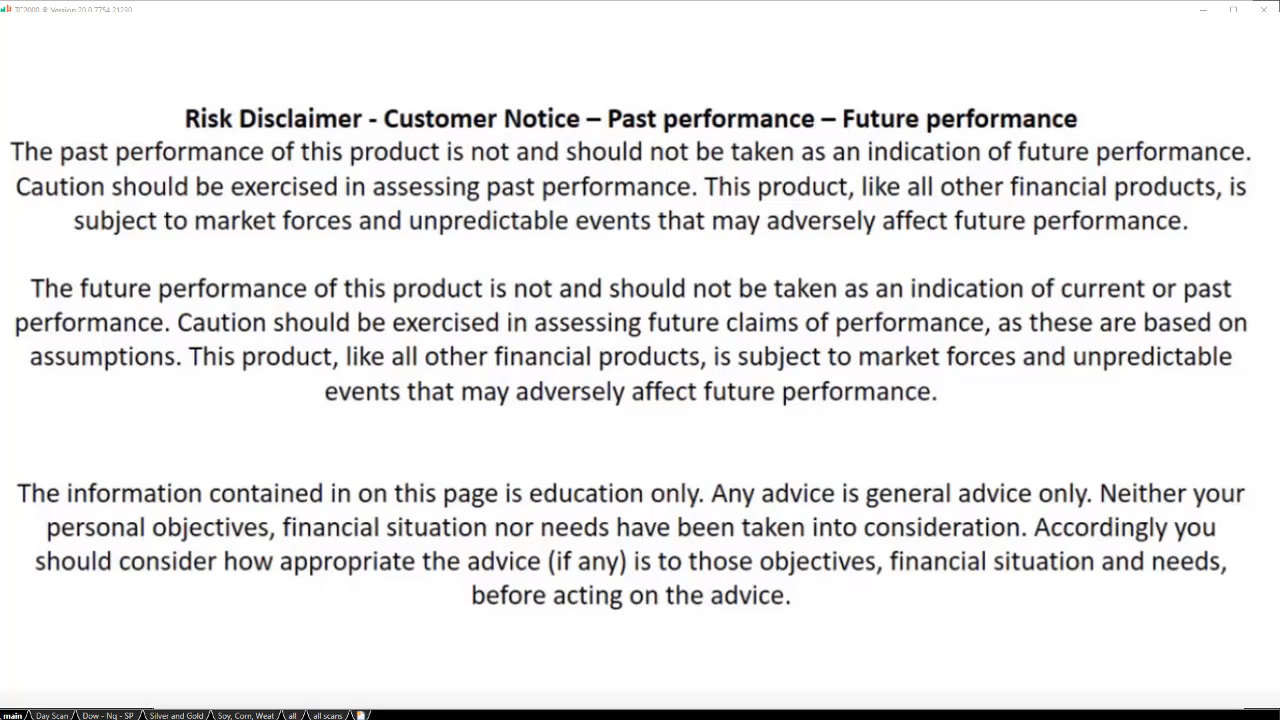 TC2000® Version 20.0.7754.21230
Risk Disclaimer - Customer Notice – Past performance – Future performance
The past performance of this product is not and should not be taken as an indication of future performance.
Caution should be exercised in assessing past performance. This product, like all other financial products, is
subject to market forces and unpredictable events that may adversely affect future performance.
The future performance of this product is not and should not be taken as an indication of current or past
performance. Caution should be exercised in assessing future claims of performance, as these are based on
assumptions. This product, like all other financial products, is subject to market forces and unpredictable
events that may adversely affect future performance.
The information contained in on this page is education only. Any advice is general advice only. Neither your
personal objectives, financial situation nor needs have been taken into consideration. Accordingly you
should consider how appropriate the advice (if any) is to those objectives, financial situation and needs,
before acting on the advice.
main Day Scan Dow - Nq - SP Silver and Gold Soy, Corn, Weat all all scans